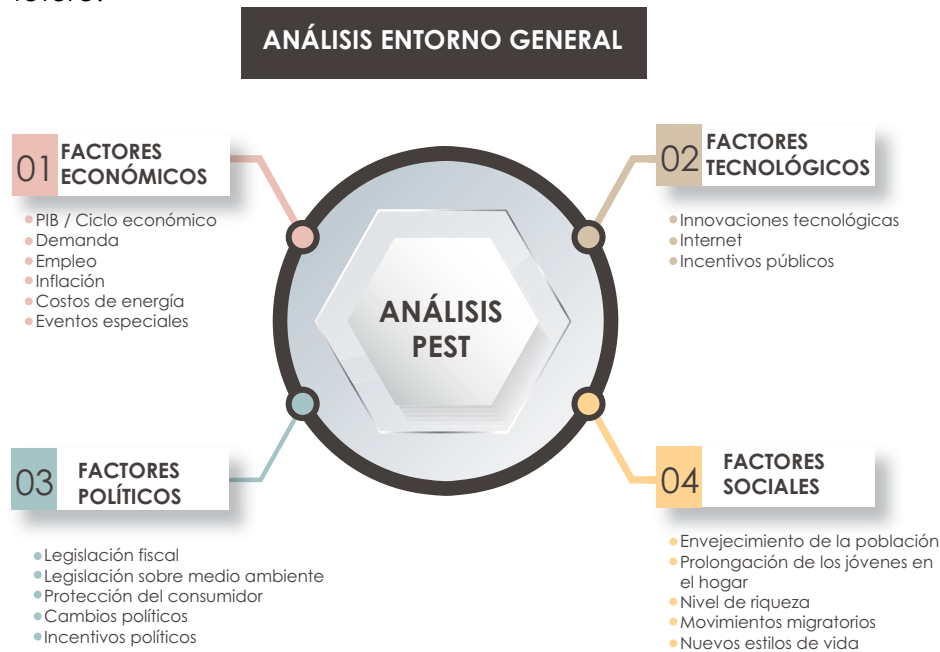 ANÁLISIS ENTORNO GENERAL
01
FACTORES
ECONÓMICOS
PIB / Ciclo económico
Demanda
Empleo
Inflación
Costos de energía
Eventos especiales
02
FACTORES
TECNOLÓGICOS
Innovaciones tecnológicas
Internet
Incentivos públicos
ANÁLISIS
PEST
03
FACTORES
POLÍTICOS
Legislación fiscal
Legislación sobre medio ambiente
Protección del consumidor
Cambios políticos
Incentivos políticos
04
FACTORES
SOCIALES
Envejecimiento de la población
Prolongación de los jóvenes en
el hogar
Nivel de riqueza
Movimientos migratorios
Nuevos estilos de vida